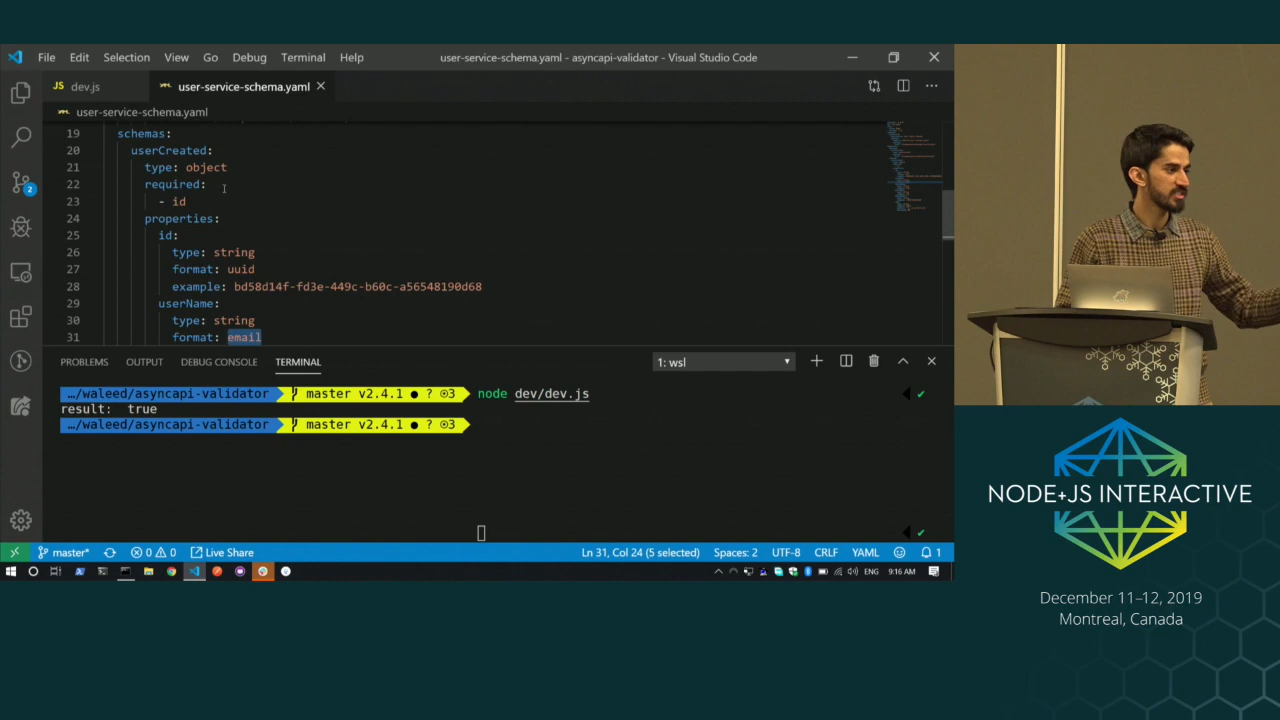 File Edit Selection View Go Debug Terminal Help
user-service-schema.yaml - asyncapi-validator - Visual Studio Code
JS dev.js
user-service-schema.yaml
user-service-schema.yaml
19 schemas:
20 userCreated:
21 type: object
22 required:
23 - id
24 properties:
25 id:
26 type: string
27 format: uuid
28 example: bd58d14f-fd3e-449c-b60c-a56548190d68
29 userName:
30 type: string
31 format: email
2
PROBLEMS OUTPUT DEBUG CONSOLE TERMINAL 1: wsl
…/waleed/asyncapi-validator master v2.4.1 ● ? ⊙3 node dev/dev.js
result: true
…/waleed/asyncapi-validator master v2.4.1 ● ? ⊙3
master* 0 0 Live Share Ln 31, Col 24 (5 selected) Spaces: 2 UTF-8 CRLF YAML 1
ENG 9:16 AM
NODE+JS INTERACTIVE
December 11–12, 2019
Montreal, Canada